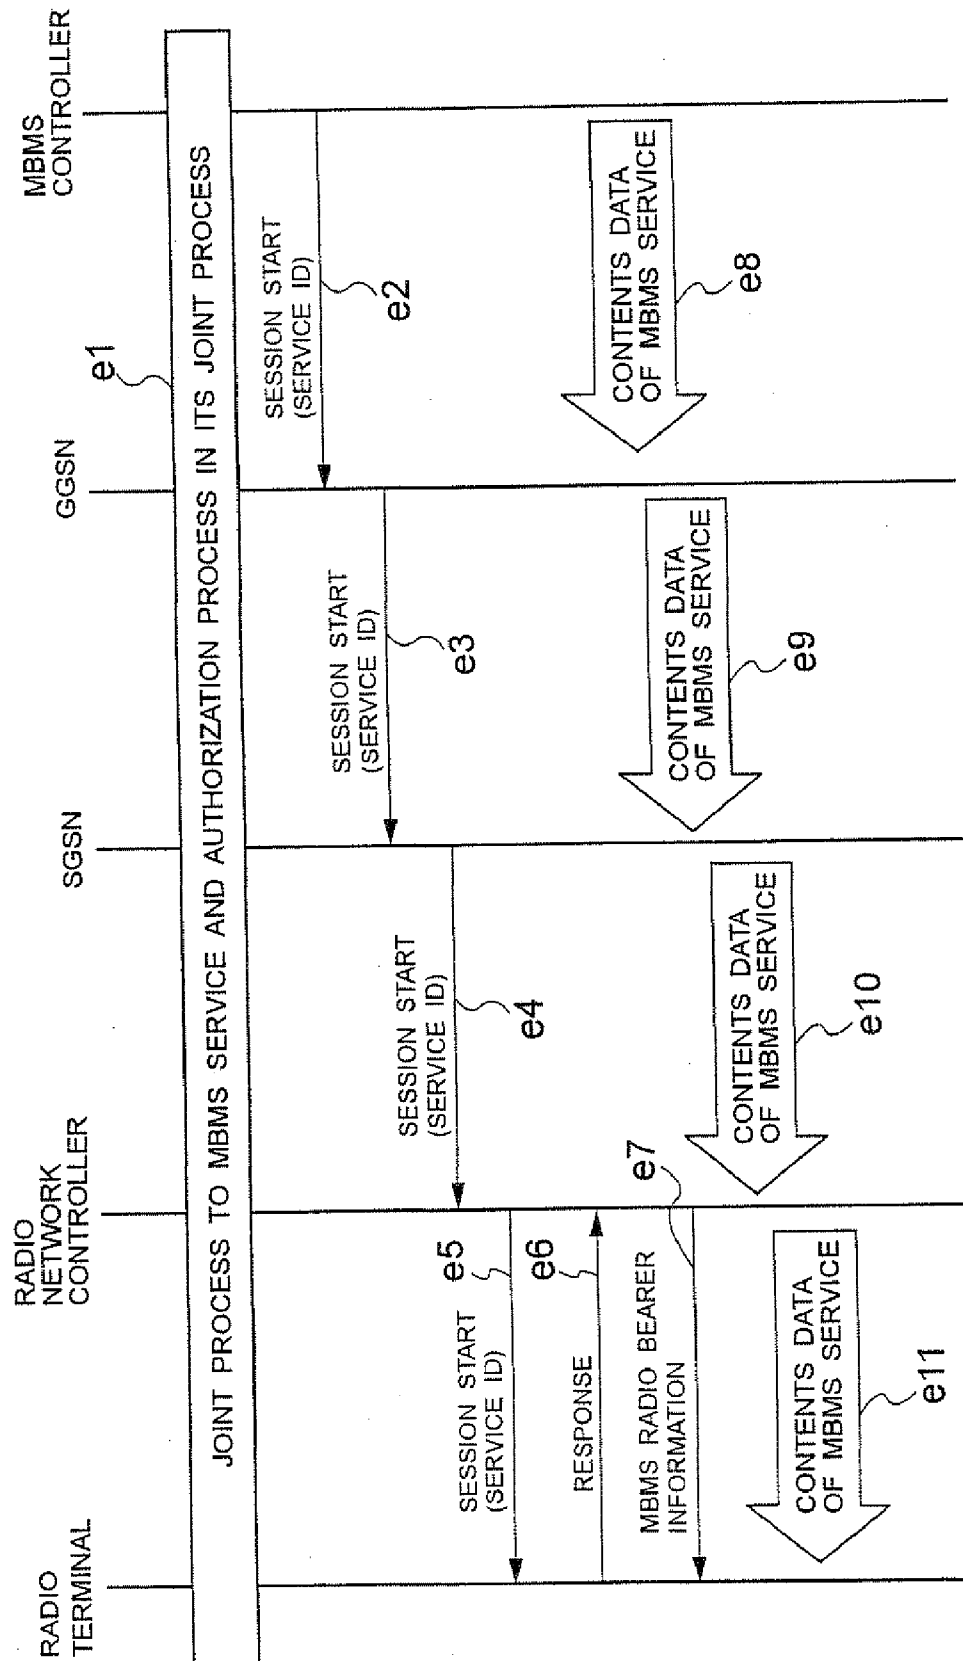 RADIO
TERMINAL
RADIO
NETWORK
CONTROLLER
SGSN
GGSN
MBMS
CONTROLLER
e1
JOINT PROCESS TO MBMS SERVICE AND AUTHORIZATION PROCESS IN ITS JOINT PROCESS
SESSION START
(SERVICE ID)
e2
SESSION START
(SERVICE ID)
e3
SESSION START
(SERVICE ID)
e4
SESSION START
(SERVICE ID)
e5
RESPONSE
e6
MBMS RADIO BEARER
INFORMATION
e7
CONTENTS DATA
OF MBMS SERVICE
e8
CONTENTS DATA
OF MBMS SERVICE
e9
CONTENTS DATA
OF MBMS SERVICE
e10
CONTENTS DATA
OF MBMS SERVICE
e11